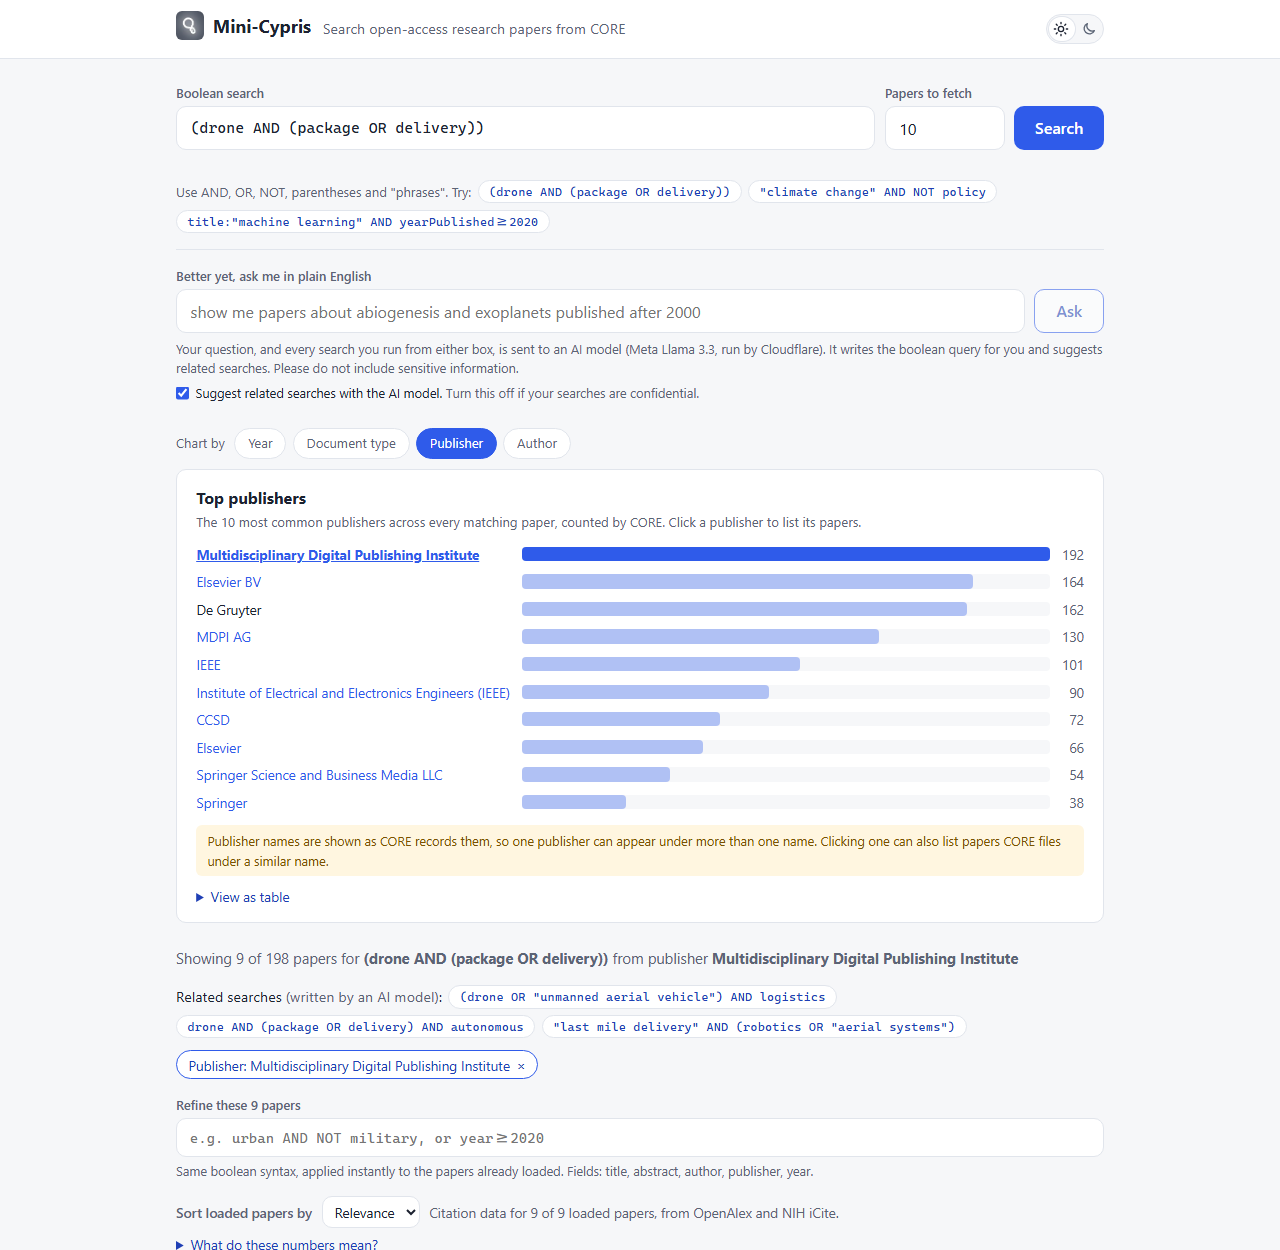 Mini-Cypris Search open-access research papers from CORE
Boolean search
Papers to fetch
(drone AND (package OR delivery))
10
Search
Use AND, OR, NOT, parentheses and "phrases". Try: (drone AND (package OR delivery)) "climate change" AND NOT policy
title:"machine learning" AND yearPublished>=2020
Better yet, ask me in plain English
show me papers about abiogenesis and exoplanets published after 2000
Ask
Your question, and every search you run from either box, is sent to an AI model (Meta Llama 3.3, run by Cloudflare). It writes the boolean query for you and suggests
related searches. Please do not include sensitive information.
Suggest related searches with the AI model. Turn this off if your searches are confidential.
Chart by Year Document type Publisher Author
Top publishers
The 10 most common publishers across every matching paper, counted by CORE. Click a publisher to list its papers.
Multidisciplinary Digital Publishing Institute 192
Elsevier BV 164
De Gruyter 162
MDPI AG 130
IEEE 101
Institute of Electrical and Electronics Engineers (IEEE) 90
CCSD 72
Elsevier 66
Springer Science and Business Media LLC 54
Springer 38
Publisher names are shown as CORE records them, so one publisher can appear under more than one name. Clicking one can also list papers CORE files
under a similar name.
View as table
Showing 9 of 198 papers for (drone AND (package OR delivery)) from publisher Multidisciplinary Digital Publishing Institute
Related searches (written by an AI model): (drone OR "unmanned aerial vehicle") AND logistics
drone AND (package OR delivery) AND autonomous "last mile delivery" AND (robotics OR "aerial systems")
Publisher: Multidisciplinary Digital Publishing Institute ×
Refine these 9 papers
e.g. urban AND NOT military, or year>=2020
Same boolean syntax, applied instantly to the papers already loaded. Fields: title, abstract, author, publisher, year.
Sort loaded papers by Relevance Citation data for 9 of 9 loaded papers, from OpenAlex and NIH iCite.
What do these numbers mean?